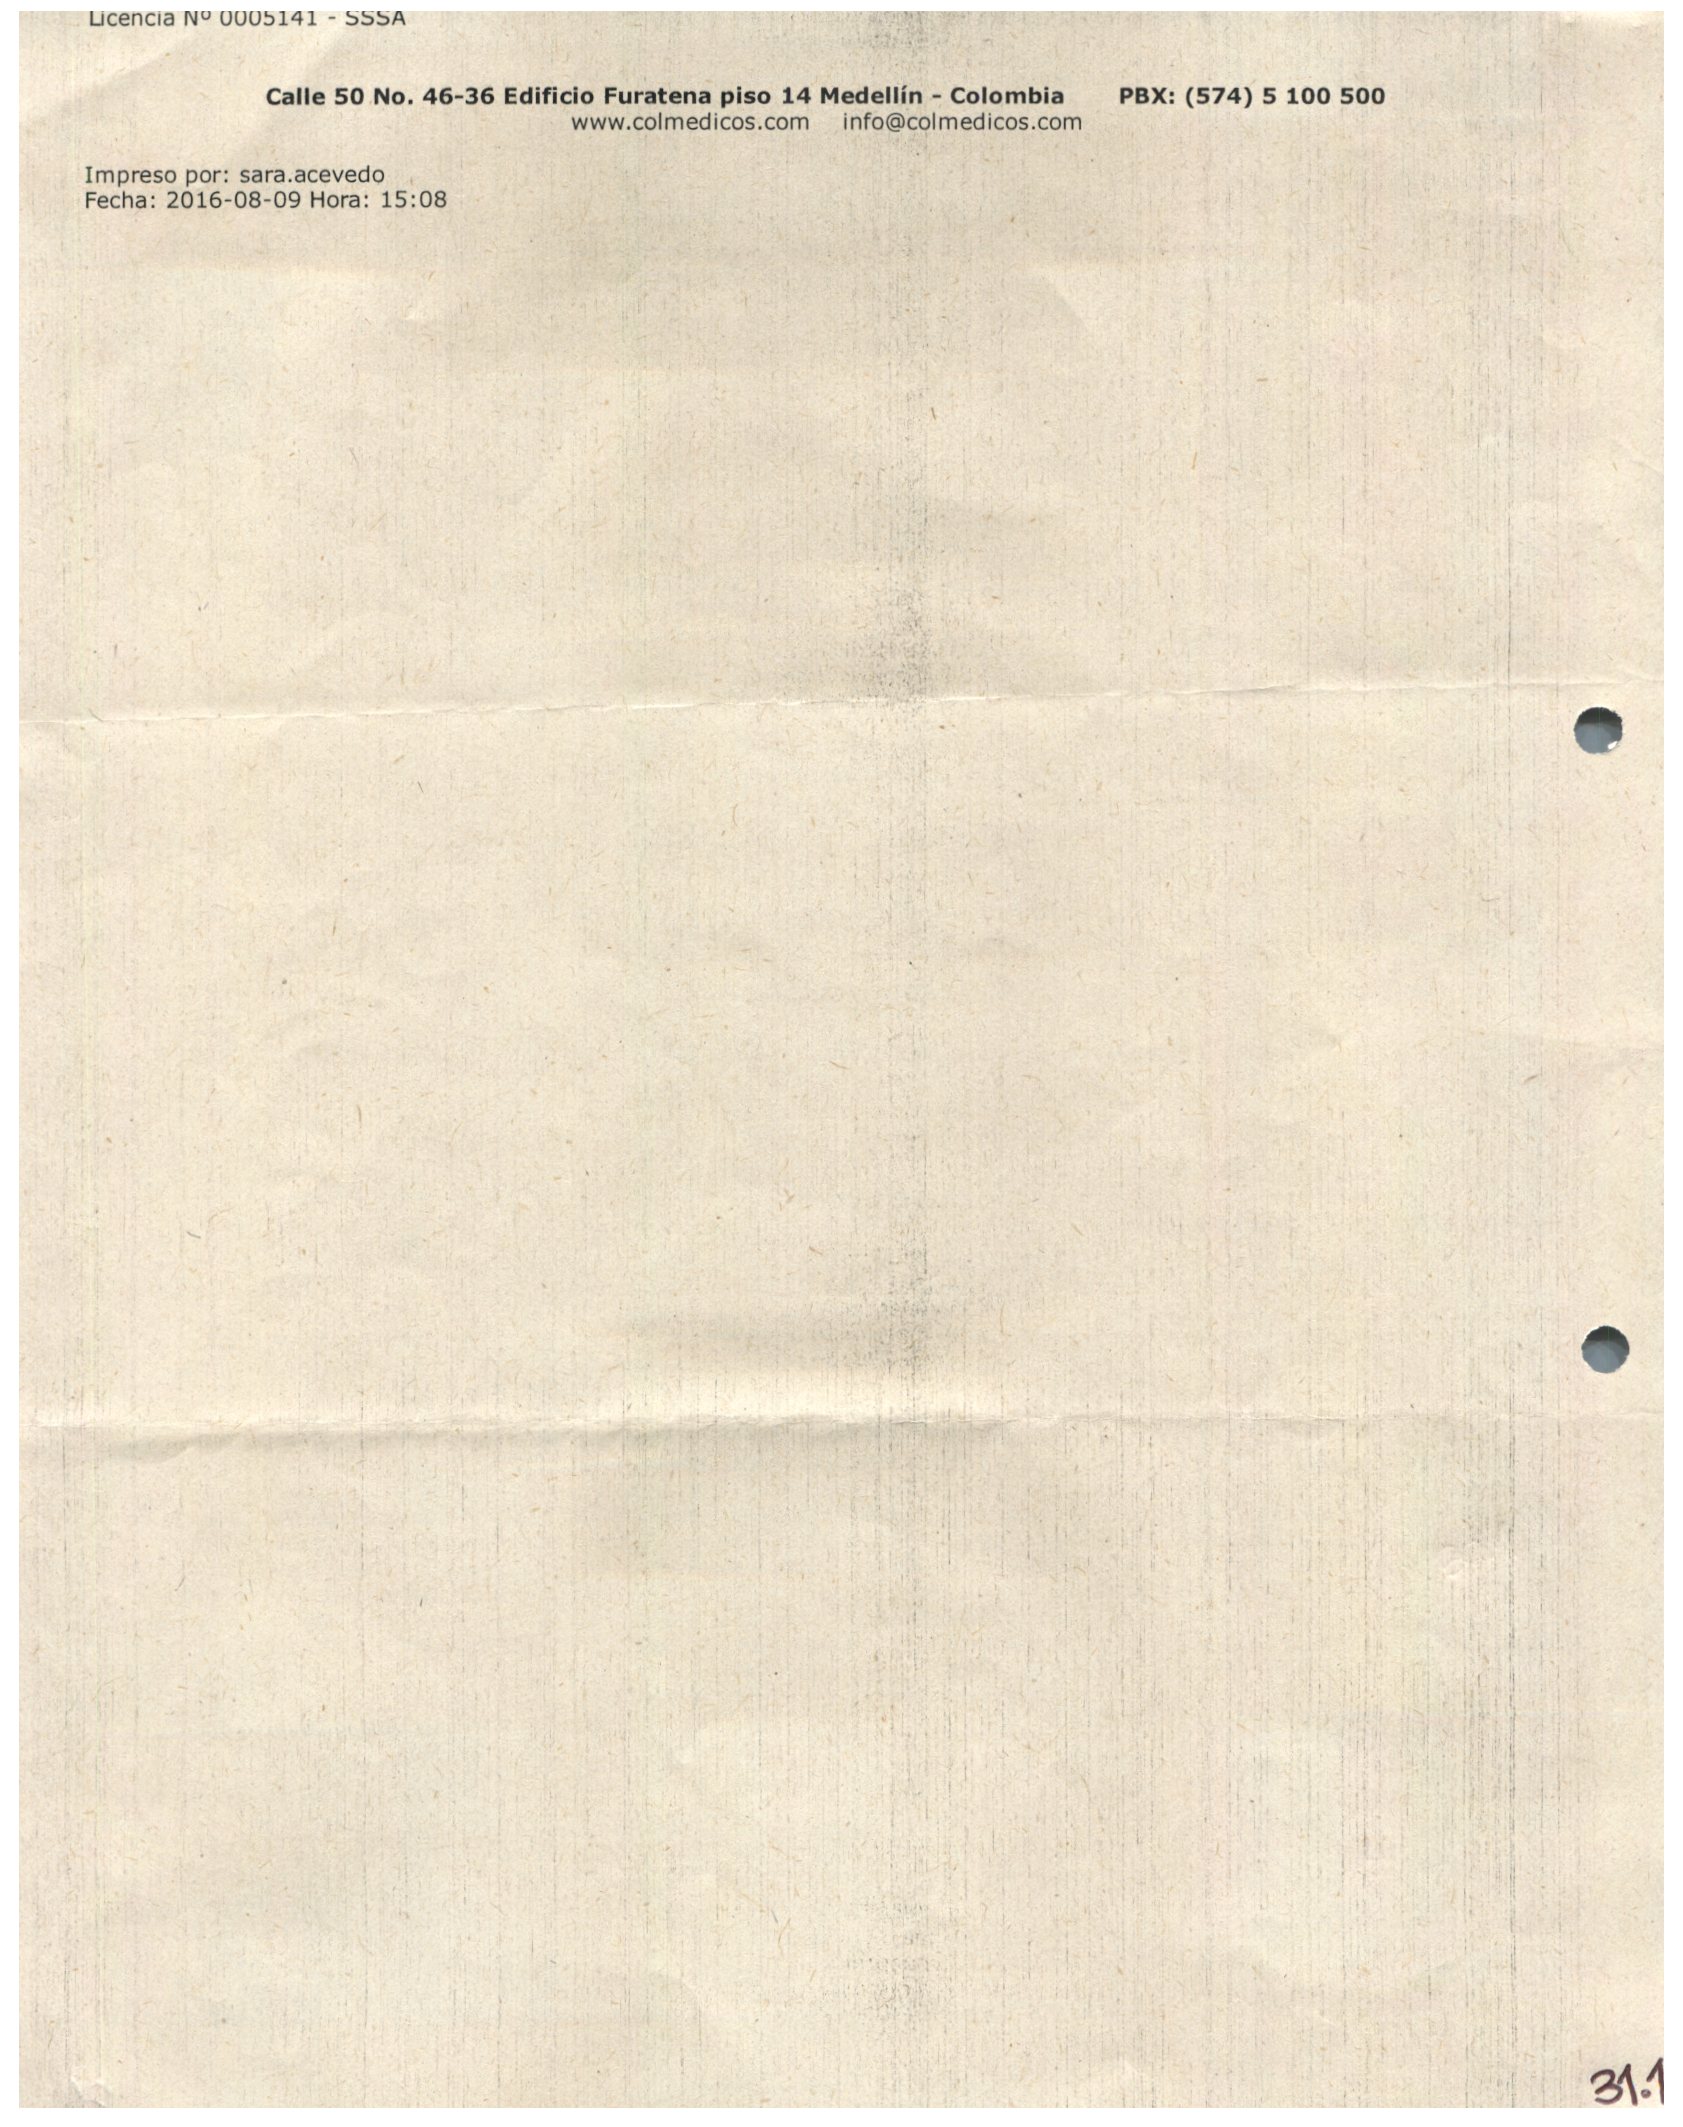 Licencia Nº 0005141 - SSSA
Calle 50 No. 46-36 Edificio Furatena piso 14 Medellín - Colombia PBX: (574) 5 100 500
www.colmedicos.com info@colmedicos.com
Impreso por: sara.acevedo
Fecha: 2016-08-09 Hora: 15:08
31.1